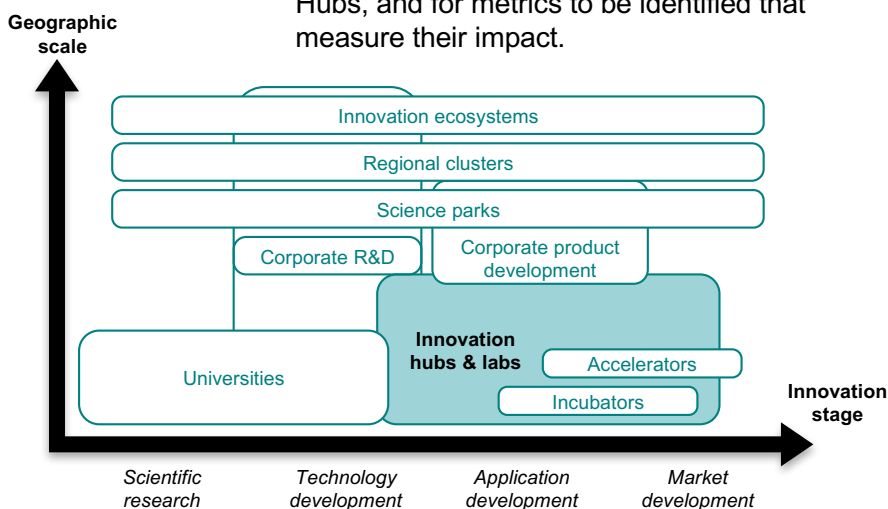 Hubs, and for metrics to be identified that
measure their impact.
Geographic
scale
Innovation ecosystems
Regional clusters
Science parks
Corporate R&D
Corporate product
development
Innovation
hubs & labs
Accelerators
Universities
Incubators
Innovation
stage
Scientific
research
Technology
development
Application
development
Market
development